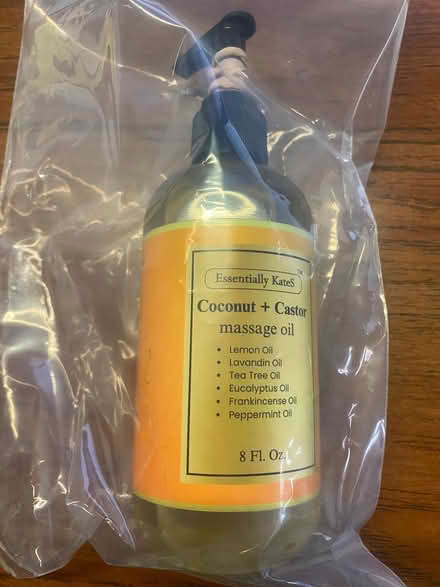 Essentially KateS™
Coconut + Castor
massage oil
• Lemon Oil
• Lavandin Oil
• Tea Tree Oil
• Eucalyptus Oil
• Frankincense Oil
• Peppermint Oil
8 Fl. Oz.